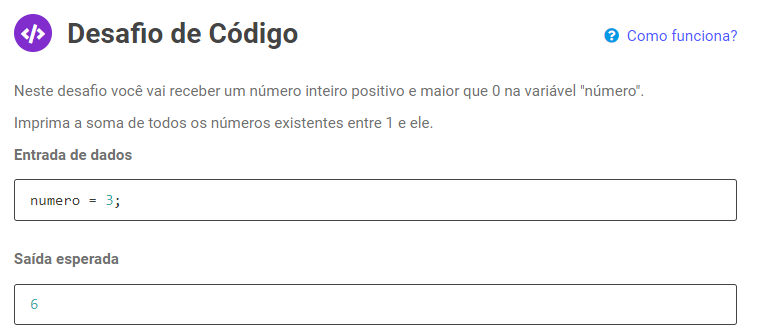 </> Desafio de Código
? Como funciona?
Neste desafio você vai receber um número inteiro positivo e maior que 0 na variável "número".
Imprima a soma de todos os números existentes entre 1 e ele.
Entrada de dados
numero = 3;
Saída esperada
6